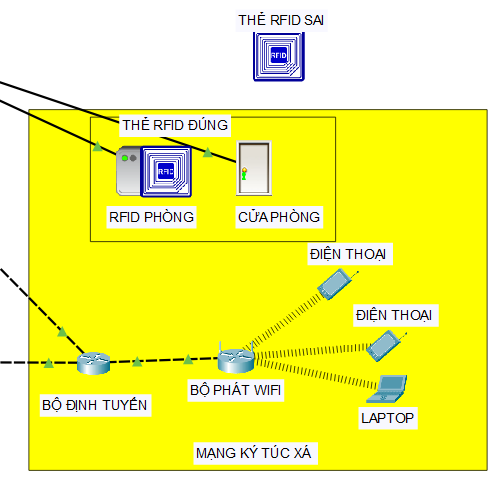 THẺ RFID SAI
RFID
THẺ RFID ĐÚNG
RFID
RFID PHÒNG
CỬA PHÒNG
ĐIỆN THOẠI
ĐIỆN THOẠI
BỘ PHÁT WIFI
BỘ ĐỊNH TUYẾN
LAPTOP
MẠNG KÝ TÚC XÁ